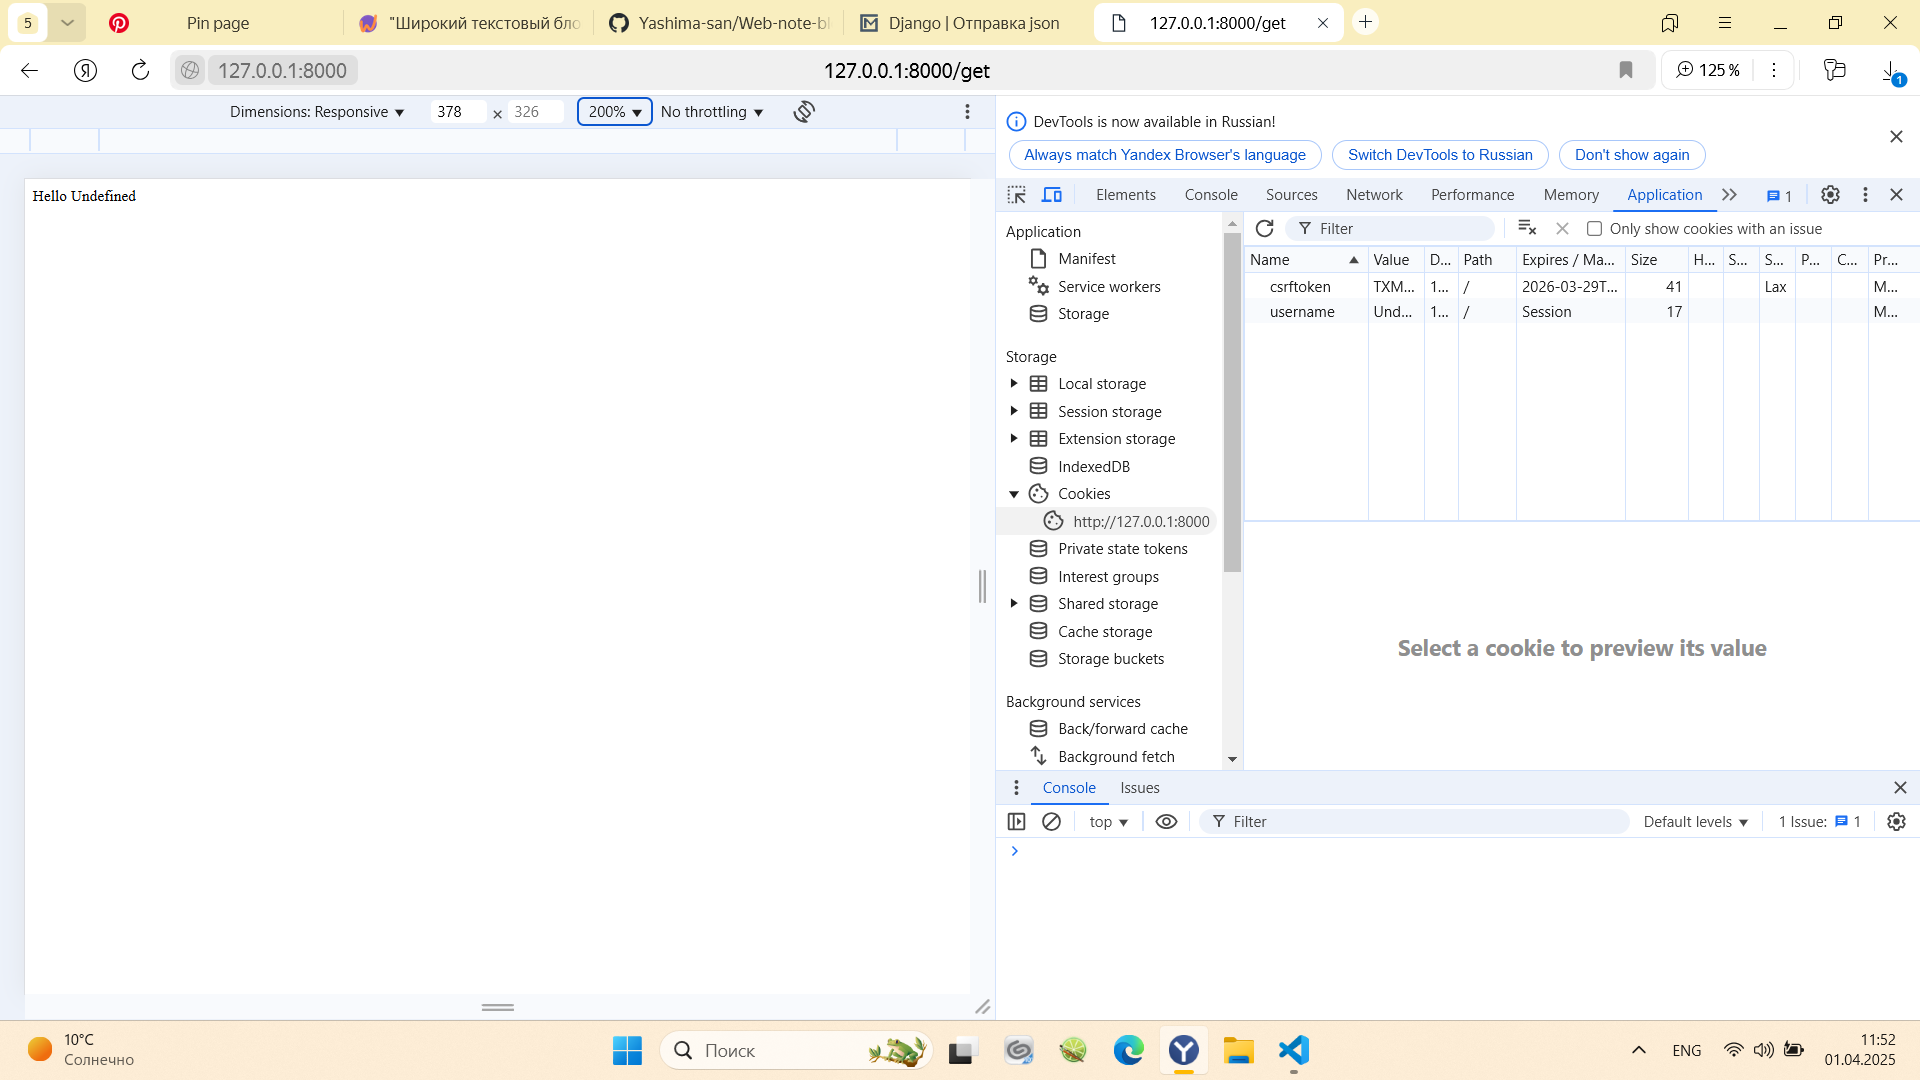 5
Pin page
"Широкий текстовый бло
Yashima-san/Web-note-bl
Django | Отправка json
127.0.0.1:8000/get
127.0.0.1:8000
127.0.0.1:8000/get
125 %
1
Dimensions: Responsive
378 × 326
200%
No throttling
Hello Undefined
DevTools is now available in Russian!
Always match Yandex Browser's language
Switch DevTools to Russian
Don't show again
Elements
Console
Sources
Network
Performance
Memory
Application
1
Application
Manifest
Service workers
Storage
Storage
Local storage
Session storage
Extension storage
IndexedDB
Cookies
http://127.0.0.1:8000
Private state tokens
Interest groups
Shared storage
Cache storage
Storage buckets
Background services
Back/forward cache
Background fetch
Filter
Only show cookies with an issue
Name Value D... Path Expires / Ma... Size H... S... S... P... C... Pr...
csrftoken TXM... 1... / 2026-03-29T... 41 Lax M...
username Und... 1... / Session 17 M...
Select a cookie to preview its value
Console
Issues
top
Filter
Default levels
1 Issue: 1
10°C
Солнечно
Поиск
ENG
11:52
01.04.2025